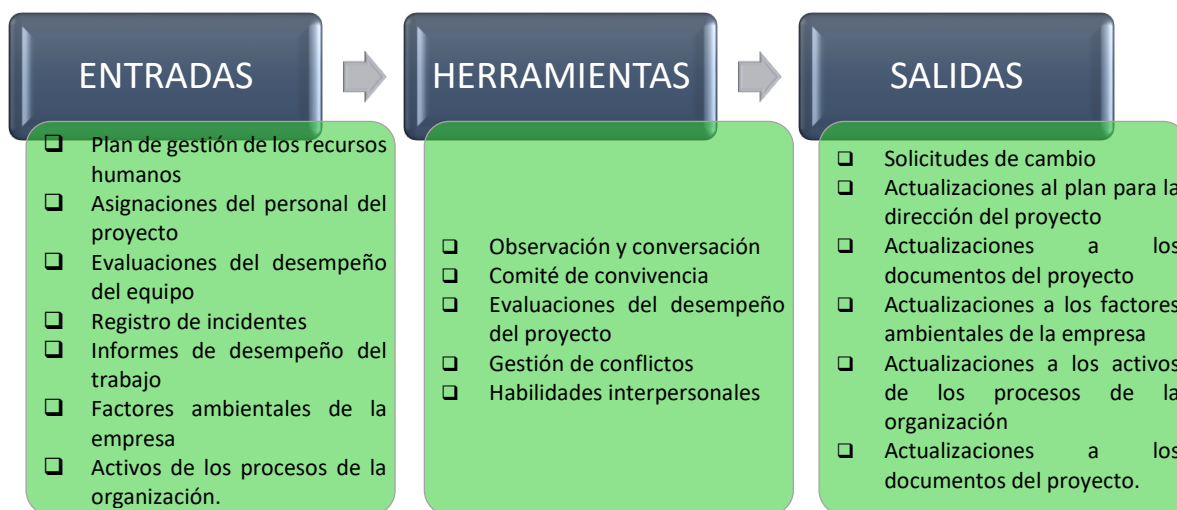 ENTRADAS
Plan de gestión de los recursos
humanos
Asignaciones del personal del
proyecto
Evaluaciones del desempeño
del equipo
Registro de incidentes
Informes de desempeño del
trabajo
Factores ambientales de la
empresa
Activos de los procesos de la
organización.
HERRAMIENTAS
Observación y conversación
Comité de convivencia
Evaluaciones del desempeño
del proyecto
Gestión de conflictos
Habilidades interpersonales
SALIDAS
Solicitudes de cambio
Actualizaciones al plan para la
dirección del proyecto
Actualizaciones a los
documentos del proyecto
Actualizaciones a los factores
ambientales de la empresa
Actualizaciones a los activos
de los procesos de la
organización
Actualizaciones a los
documentos del proyecto.